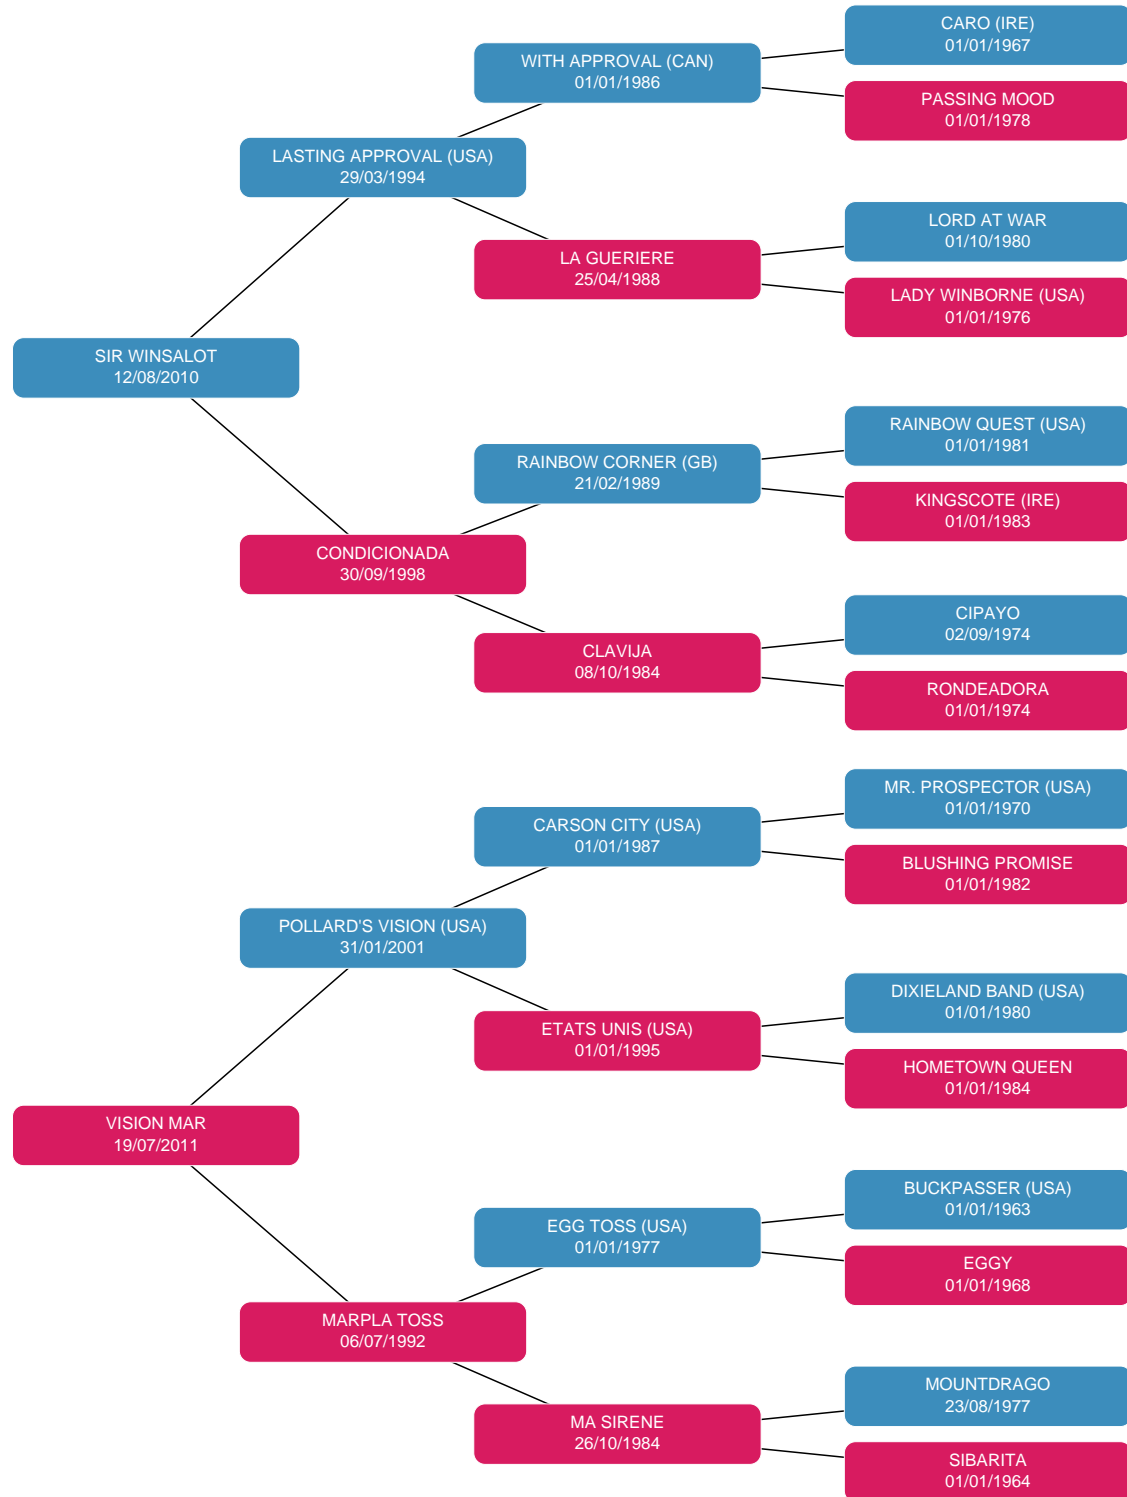 CARO (IRE)
01/01/1967
WITH APPROVAL (CAN)
01/01/1986
PASSING MOOD
01/01/1978
LASTING APPROVAL (USA)
29/03/1994
LORD AT WAR
01/10/1980
LA GUERIERE
25/04/1988
LADY WINBORNE (USA)
01/01/1976
SIR WINSALOT
12/08/2010
RAINBOW QUEST (USA)
01/01/1981
RAINBOW CORNER (GB)
21/02/1989
KINGSCOTE (IRE)
01/01/1983
CONDICIONADA
30/09/1998
CIPAYO
02/09/1974
CLAVIJA
08/10/1984
RONDEADORA
01/01/1974
MR. PROSPECTOR (USA)
01/01/1970
CARSON CITY (USA)
01/01/1987
BLUSHING PROMISE
01/01/1982
POLLARD'S VISION (USA)
31/01/2001
DIXIELAND BAND (USA)
01/01/1980
ETATS UNIS (USA)
01/01/1995
HOMETOWN QUEEN
01/01/1984
VISION MAR
19/07/2011
BUCKPASSER (USA)
01/01/1963
EGG TOSS (USA)
01/01/1977
EGGY
01/01/1968
MARPLA TOSS
06/07/1992
MOUNTDRAGO
23/08/1977
MA SIRENE
26/10/1984
SIBARITA
01/01/1964